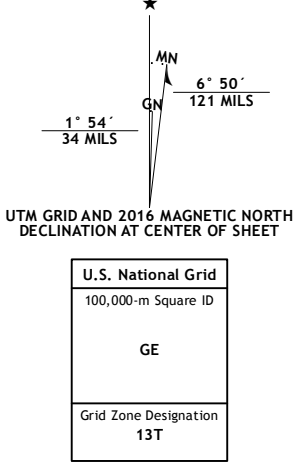 ★
MN
6° 50´
121 MILS
GN
1° 54´
34 MILS
UTM GRID AND 2016 MAGNETIC NORTH
DECLINATION AT CENTER OF SHEET
U.S. National Grid
100,000-m Square ID
GE
Grid Zone Designation
13T